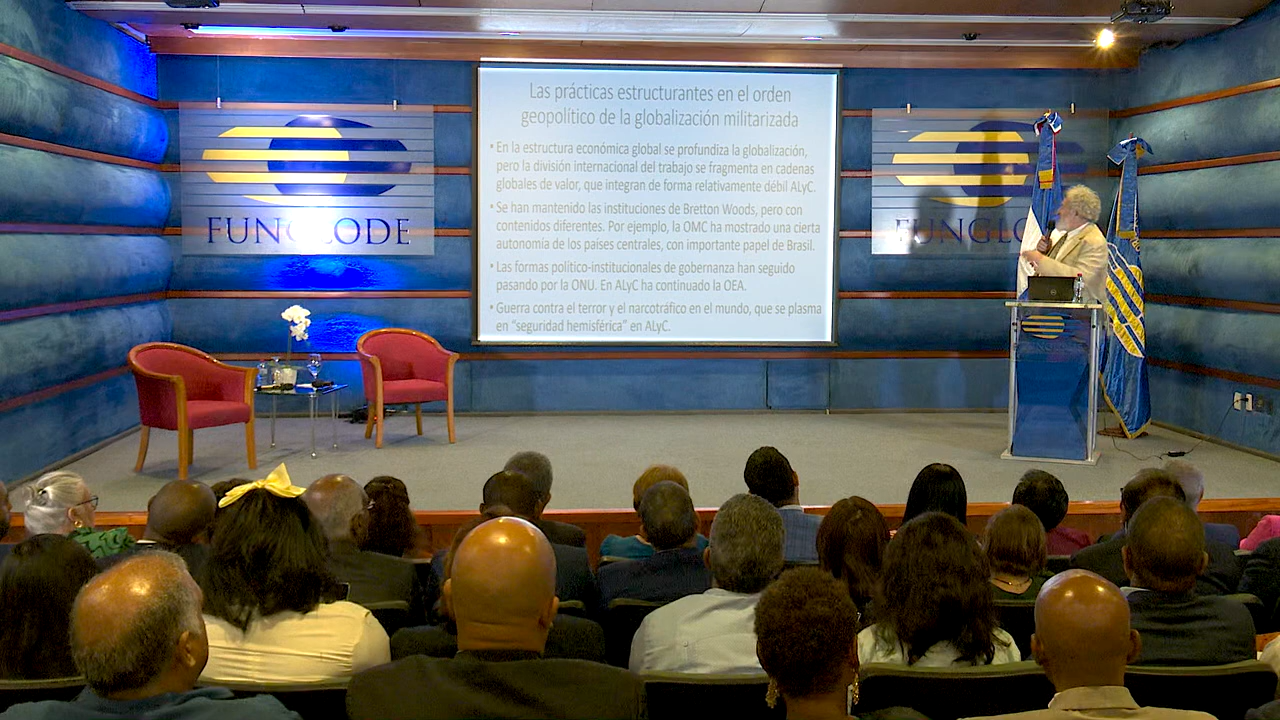 Las prácticas estructurantes en el orden
geopolítico de la globalización militarizada
• En la estructura económica global se profundiza la globalización,
pero la división internacional del trabajo se fragmenta en cadenas
globales de valor, que integran de forma relativamente débil ALyC.
• Se han mantenido las instituciones de Bretton Woods, pero con
contenidos diferentes. Por ejemplo, la OMC ha mostrado una cierta
autonomía de los países centrales, con importante papel de Brasil.
• Las formas político-institucionales de gobernanza han seguido
pasando por la ONU. En ALyC ha continuado la OEA.
• Guerra contra el terror y el narcotráfico en el mundo, que se plasma
en "seguridad hemisférica" en ALyC.
FUNGLODE
FUNGLO